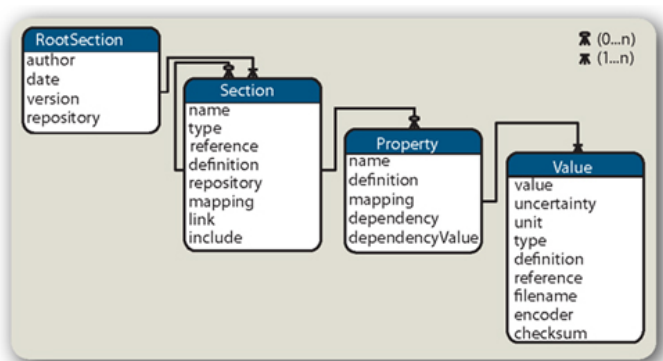 RootSection
author
date
version
repository
(0...n)
(1...n)
Section
name
type
reference
definition
repository
mapping
link
include
Property
name
definition
mapping
dependency
dependencyValue
Value
value
uncertainty
unit
type
definition
reference
filename
encoder
checksum